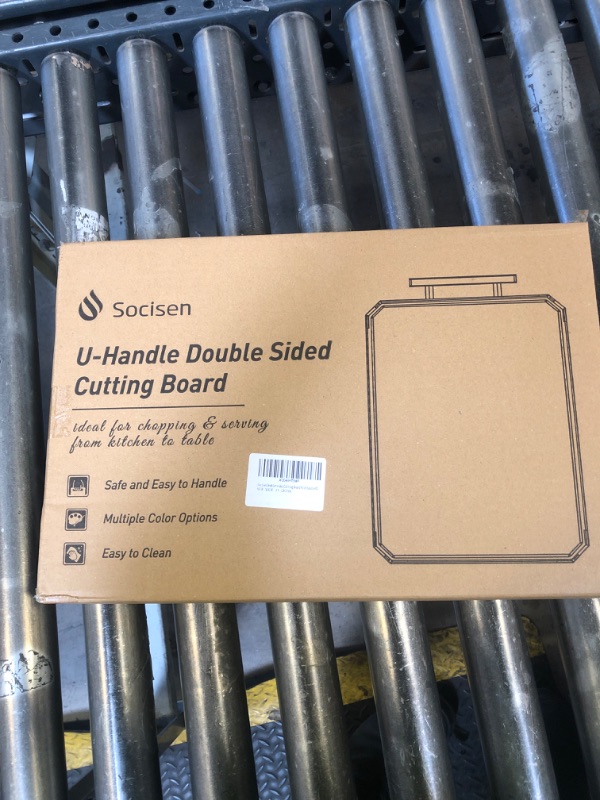 Socisen
U-Handle Double Sided
Cutting Board
ideal for chopping & serving
from kitchen to table
Safe and Easy to Handle
Multiple Color Options
Easy to Clean